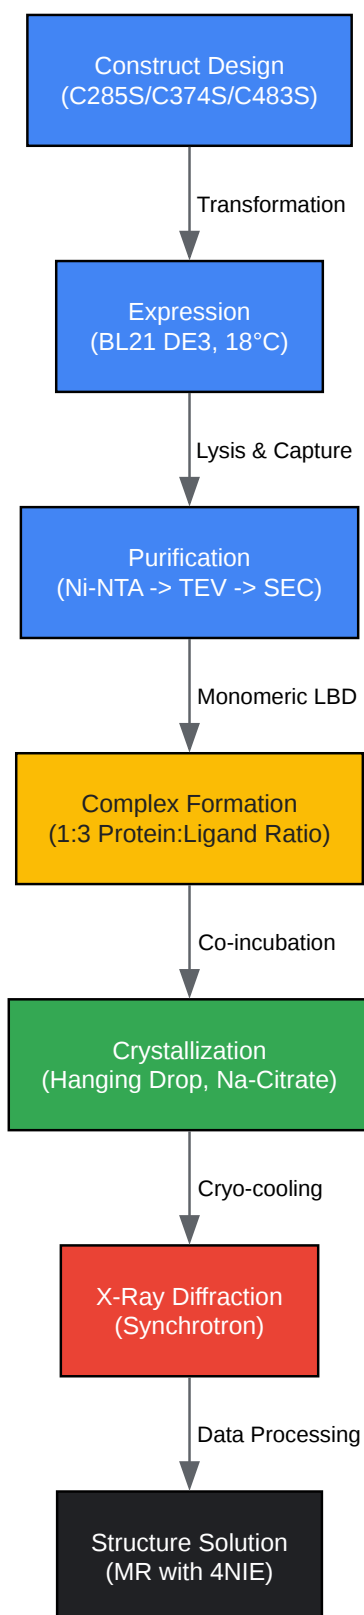 Construct Design
(C285S/C374S/C483S)
Transformation
Expression
(BL21 DE3, 18°C)
Lysis & Capture
Purification
(Ni-NTA -> TEV -> SEC)
Monomeric LBD
Complex Formation
(1:3 Protein:Ligand Ratio)
Co-incubation
Crystallization
(Hanging Drop, Na-Citrate)
Cryo-cooling
X-Ray Diffraction
(Synchrotron)
Data Processing
Structure Solution
(MR with 4NIE)